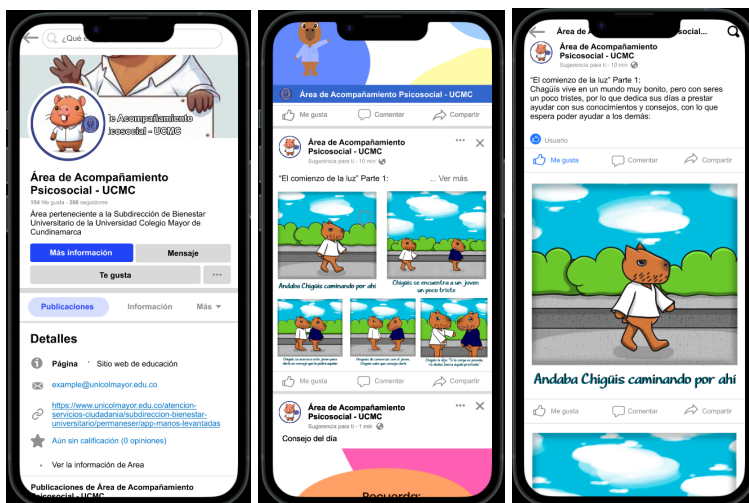 ¿Qué e
de Acompañamiento
icosocial - UCMC
Área de Acompañamiento
Psicosocial - UCMC
154 Me gusta · 286 seguidores
Área perteneciente a la Subdirección de Bienestar
Universitario de la Universidad Colegio Mayor de
Cundinamarca
Más información
Mensaje
Te gusta
Publicaciones
Información
Más
Detalles
Página · Sitio web de educación
example@unicolmayor.edu.co
https://www.unicolmayor.edu.co/atencion-
servicios-ciudadania/subdireccion-bienestar-
universitario/permaneser/app-manos-levantadas
Aún sin calificación (0 opiniones)
Ver la información de Area
Publicaciones de Área de Acompañamiento
Psicosocial - UCMC
Área de Acompañamiento Psicosocial - UCMC
Me gusta
Comentar
Compartir
Área de Acompañamiento
Psicosocial - UCMC
Sugerencia para ti · 10 min
"El comienzo de la luz" Parte 1:
... Ver más
Andaba Chigüis caminando por ahí
Chigüis se encuentra a un joven
un poco triste
Me gusta
Comentar
Compartir
Área de Acompañamiento
Psicosocial - UCMC
Sugerencia para ti · 1 min
Consejo del día
Recuerda:
Área de A
social...
Área de Acompañamiento
Psicosocial - UCMC
Sugerencia para ti · 10 min
"El comienzo de la luz" Parte 1:
Chagüis vive en un mundo muy bonito, pero con seres
un poco tristes, por lo que dedica sus días a prestar
ayudar con sus conocimientos y consejos, con lo que
espera poder ayudar a los demás:
Usuario
Me gusta
Comentar
Compartir
Andaba Chigüis caminando por ahí
Me gusta
Comentar
Compartir